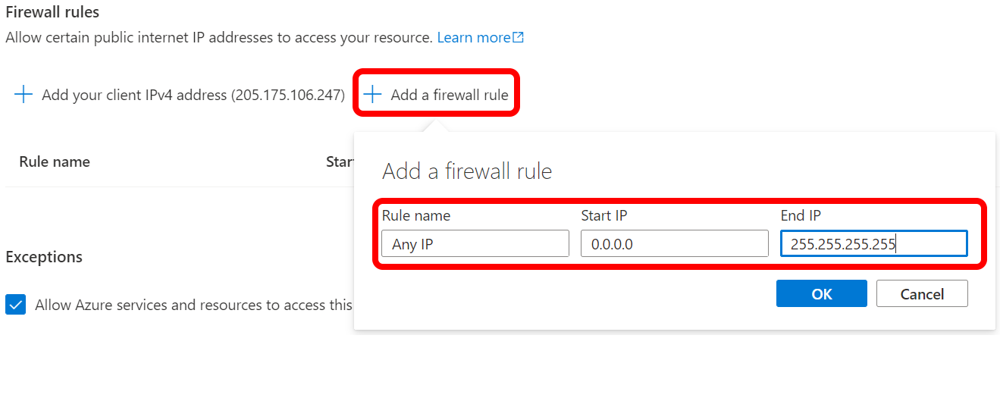 Firewall rules
Allow certain public internet IP addresses to access your resource. Learn more
Add your client IPv4 address (205.175.106.247) Add a firewall rule
Rule name Start
Add a firewall rule
Rule name Start IP End IP
Any IP 0.0.0.0 255.255.255.255
Exceptions
OK Cancel
Allow Azure services and resources to access this